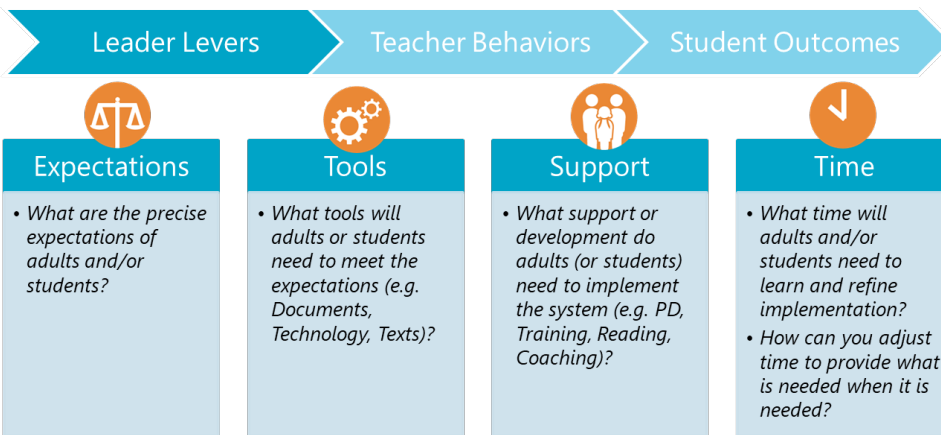 Leader Levers
Teacher Behaviors
Student Outcomes
Expectations
• What are the precise
expectations of
adults and/or
students?
Tools
• What tools will
adults or students
need to meet the
expectations (e.g.
Documents,
Technology, Texts)?
Support
• What support or
development do
adults (or students)
need to implement
the system (e.g. PD,
Training, Reading,
Coaching)?
Time
• What time will
adults and/or
students need to
learn and refine
implementation?
• How can you adjust
time to provide what
is needed when it is
needed?